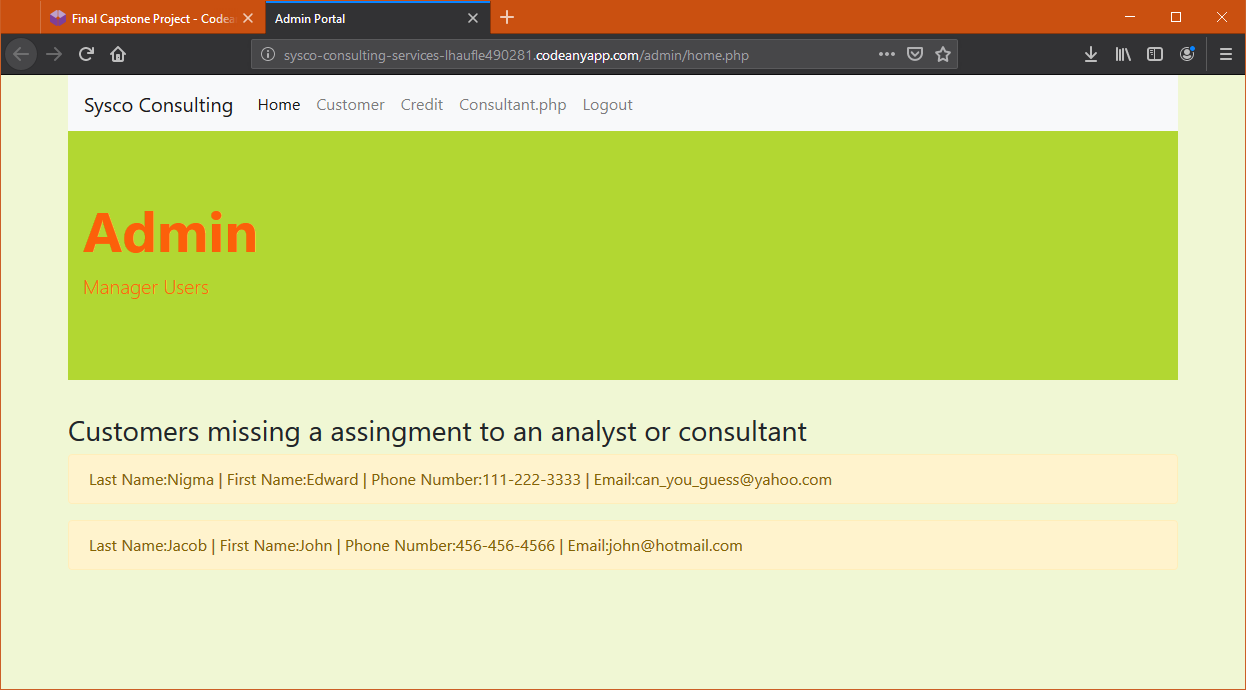 Final Capstone Project - Codea
Admin Portal
sysco-consulting-services-lhaufle490281.codeanyapp.com/admin/home.php
Sysco Consulting Home Customer Credit Consultant.php Logout
Admin
Manager Users
Customers missing a assingment to an analyst or consultant
Last Name:Nigma | First Name:Edward | Phone Number:111-222-3333 | Email:can_you_guess@yahoo.com
Last Name:Jacob | First Name:John | Phone Number:456-456-4566 | Email:john@hotmail.com